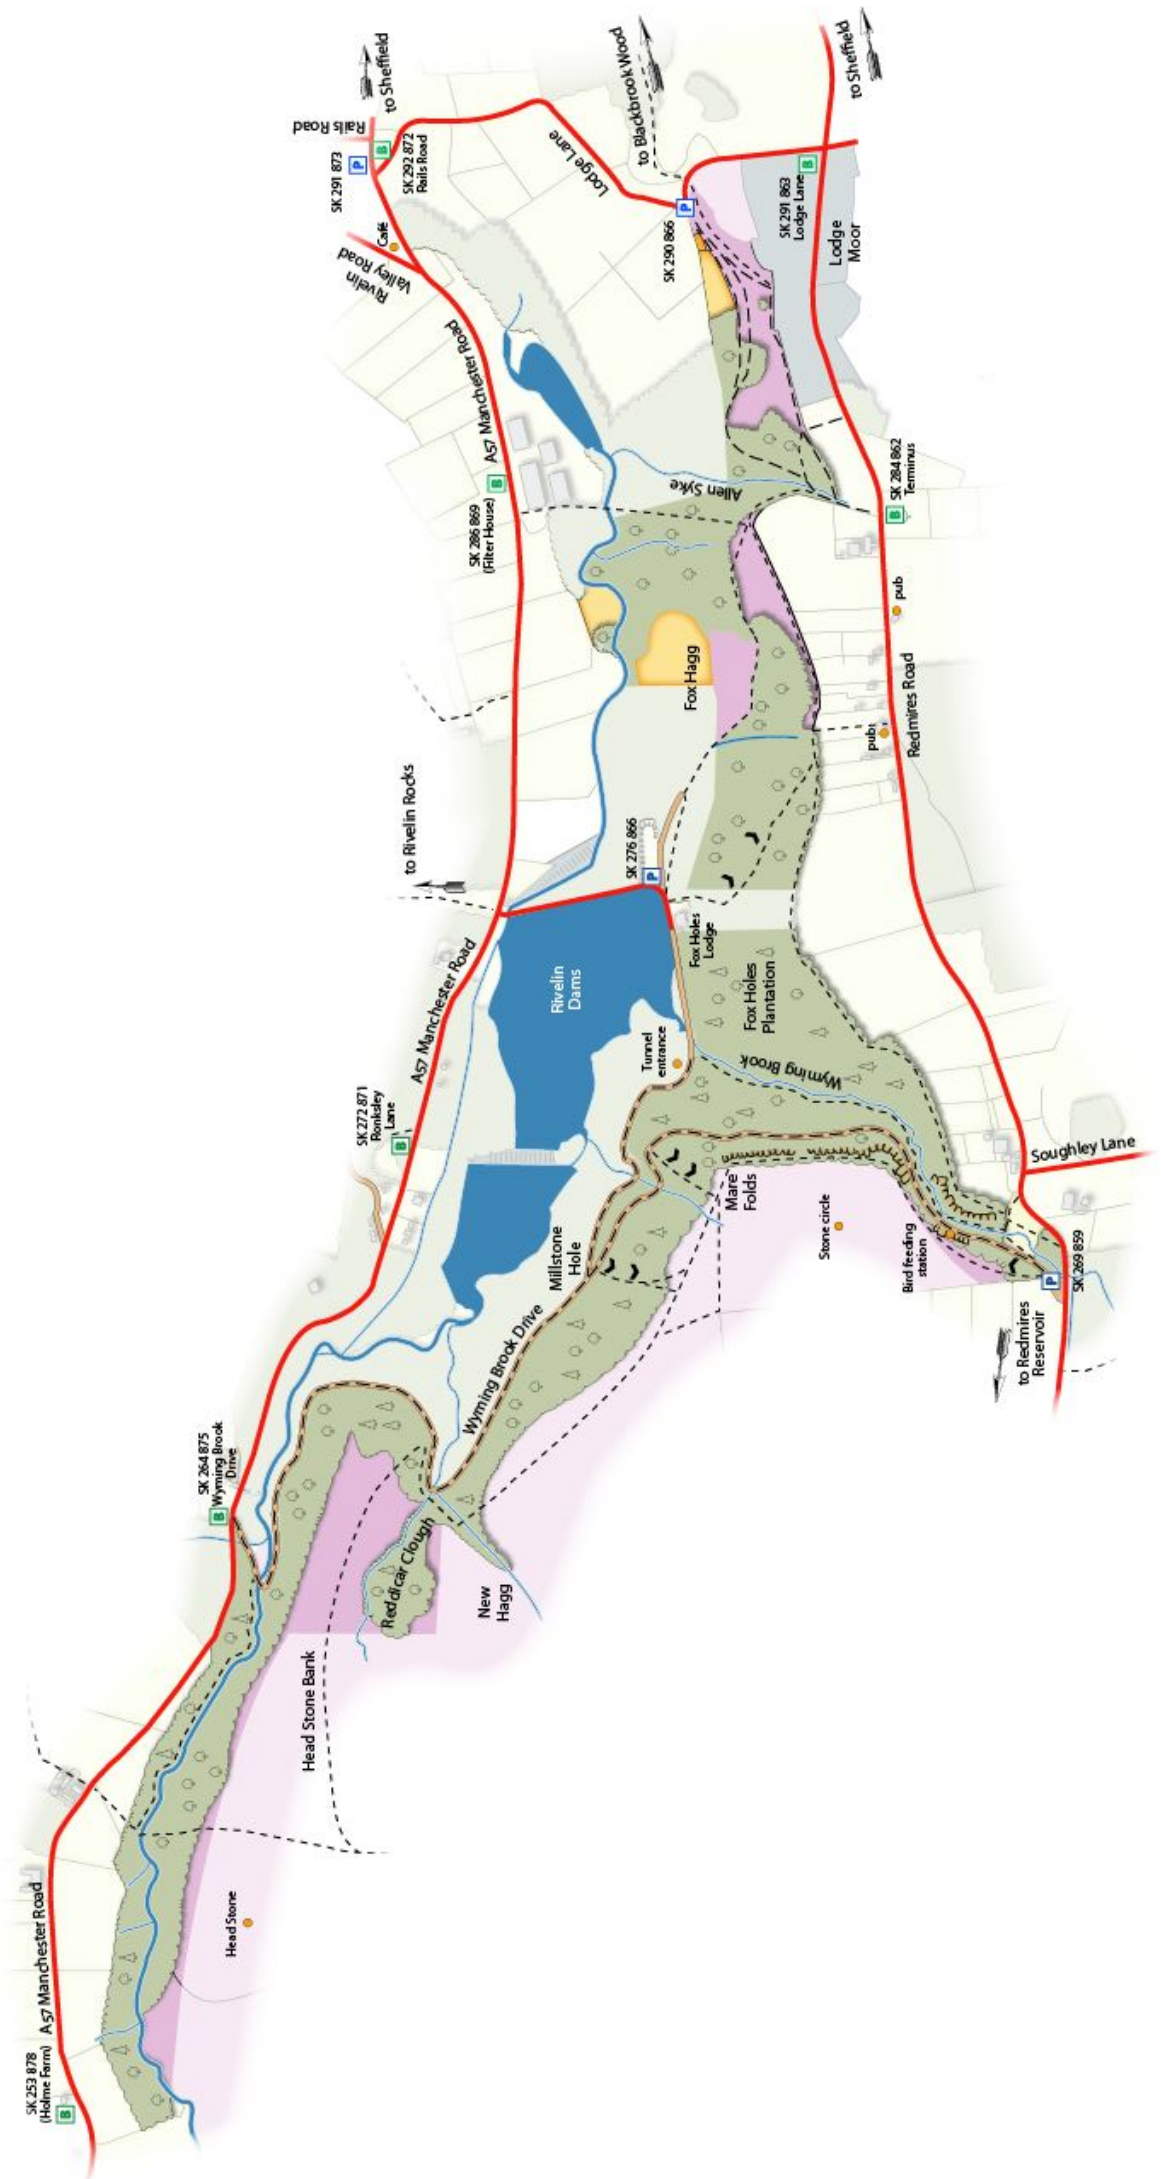 SK 253 878
(Holme Farm)
A57 Manchester Road
Head Stone
Head Stone Bank
SK 264 875
Wyming Brook
Drive
B
B
Reddicar Clough
New
Hagg
Wyming Brook Drive
Millstone
Hole
SK 272 871
Ronksley
Lane
B
A57 Manchester Road
to Rivelin Rocks
Rivelin
Dams
Tunnel
entrance
Mare
Folds
Stone circle
Bird feeding
station
to Redmires
Reservoir
P
SK 269 859
Soughley Lane
Wyming Brook
Fox Holes
Plantation
Fox Holes
Lodge
SK 276 866
P
Fox Hagg
Redmires Road
pub
pub
SK 286 869
(Filter House)
B
A57 Manchester Road
Allen Syke
B
SK 284 862
Terminus
Rivelin
Valley Road
Café
SK 291 873
P
Rails Road
B
SK 292 872
Rails Road
to Sheffield
Lodge Lane
SK 290 866
P
to Blackbrook Wood
SK 291 863
Lodge Lane
B
Lodge
Moor
to Sheffield